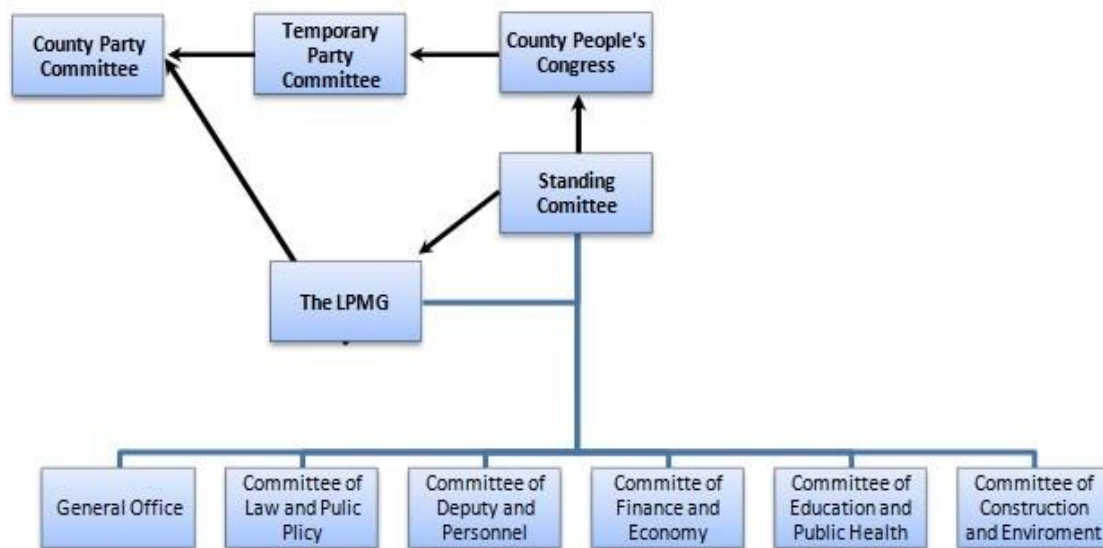 County Party
Committee
Temporary
Party
Committee
County People's
Congress
Standing
Comittee
The LPMG
General Office
Committee of
Law and Pulic
Plicy
Committee of
Deputy and
Personnel
Committe of
Finance and
Economy
Committee of
Education and
Public Health
Committee of
Construction
and Enviroment